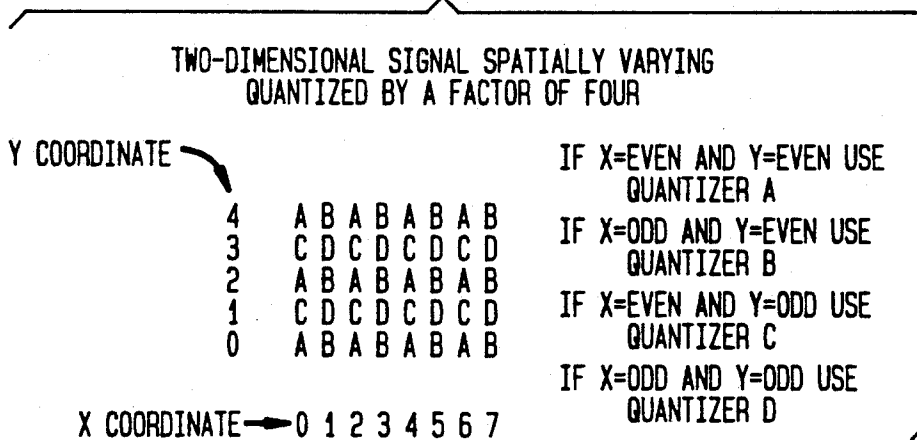 TWO-DIMENSIONAL SIGNAL SPATIALLY VARYING
QUANTIZED BY A FACTOR OF FOUR
Y COORDINATE
4 A B A B A B A B
3 C D C D C D C D
2 A B A B A B A B
1 C D C D C D C D
0 A B A B A B A B
X COORDINATE 0 1 2 3 4 5 6 7
IF X=EVEN AND Y=EVEN USE
QUANTIZER A
IF X=ODD AND Y=EVEN USE
QUANTIZER B
IF X=EVEN AND Y=ODD USE
QUANTIZER C
IF X=ODD AND Y=ODD USE
QUANTIZER D